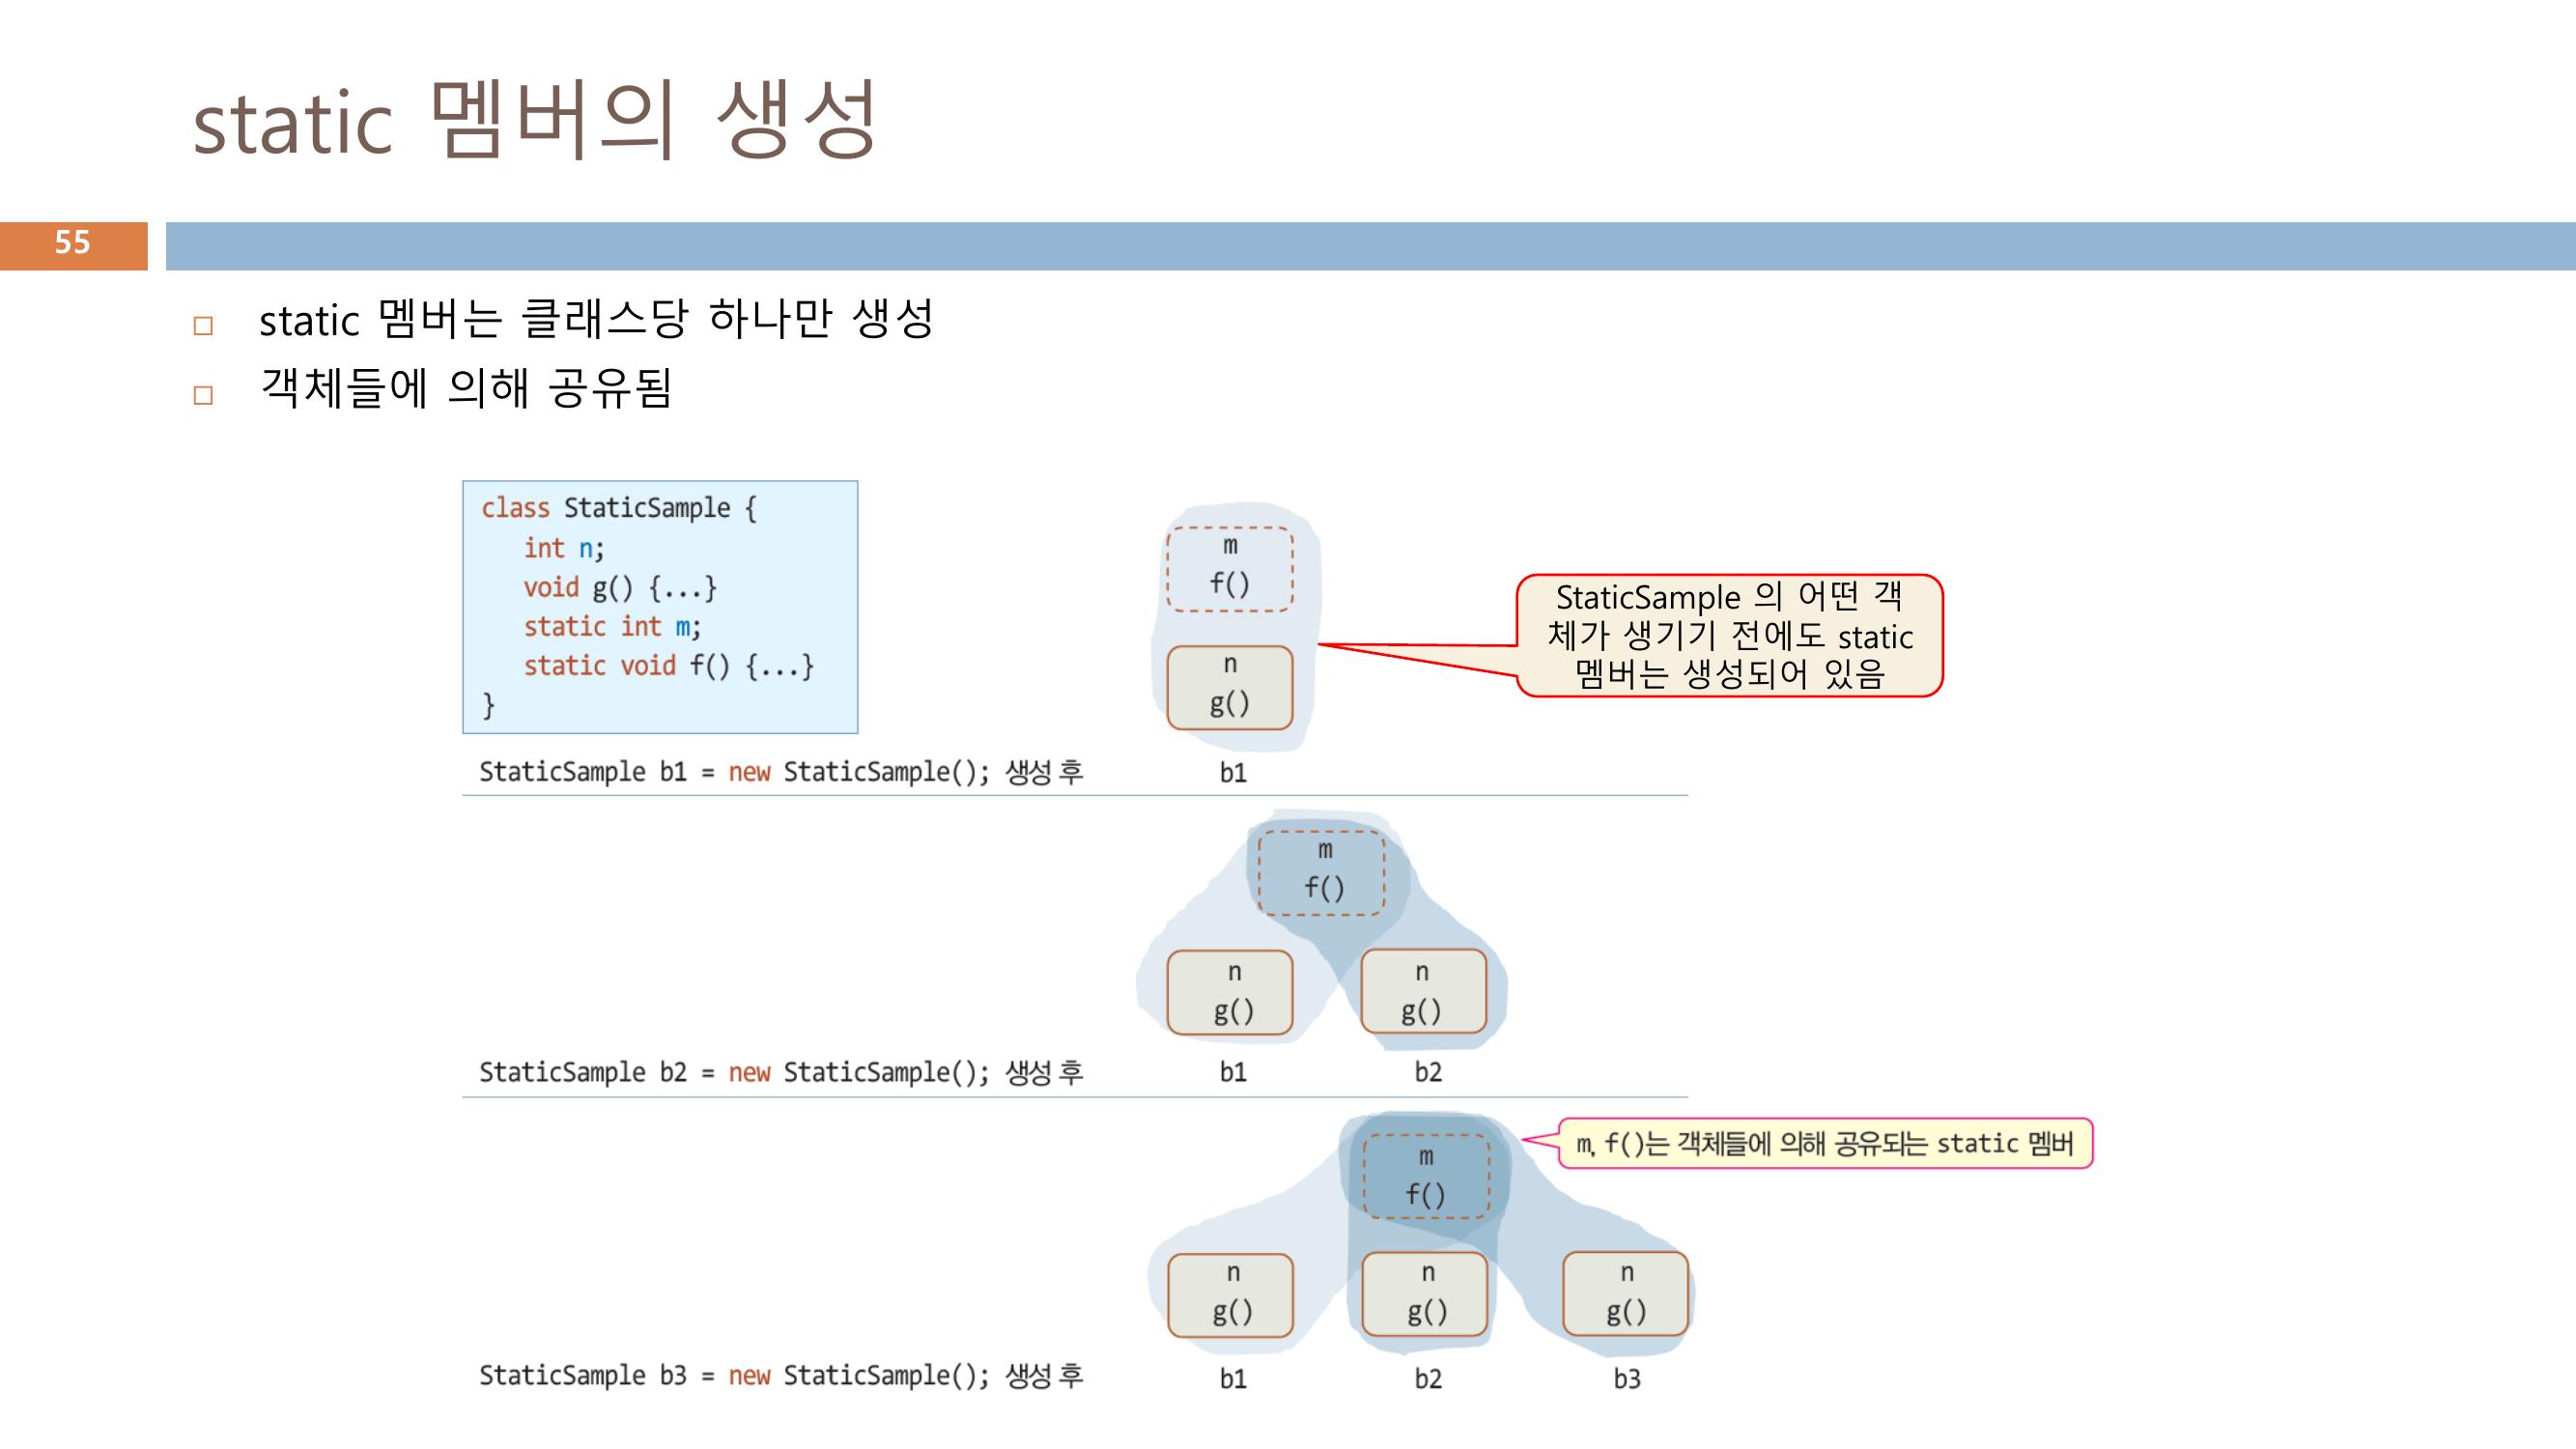 static 멤버의 생성
55
static 멤버는 클래스당 하나만 생성
객체들에 의해 공유됨
class StaticSample {
int n;
void g() {...}
static int m;
static void f() {...}
}
m
f()
n
g()
StaticSample 의 어떤 객
체가 생기기 전에도 static
멤버는 생성되어 있음
StaticSample b1 = new StaticSample(); 생성 후
b1
m
f()
n
g()
n
g()
StaticSample b2 = new StaticSample(); 생성 후
b1
b2
m, f()는 객체들에 의해 공유되는 static 멤버
m
f()
n
g()
n
g()
n
g()
StaticSample b3 = new StaticSample(); 생성 후
b1
b2
b3